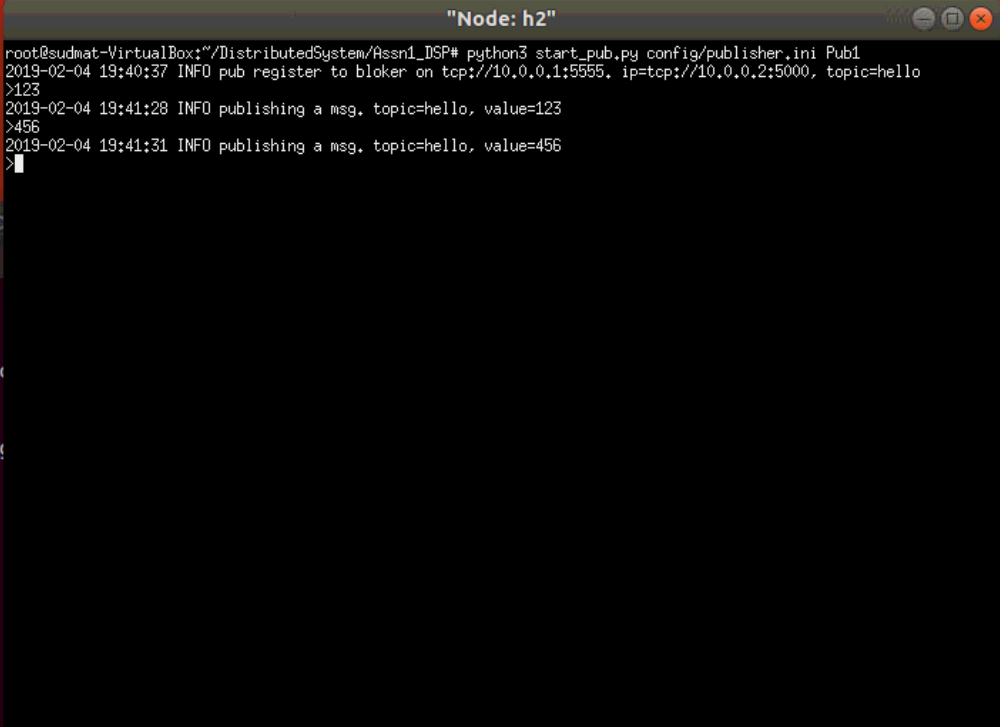 "Node: h2"
root@sudmat-VirtualBox:~/DistributedSystem/Assn1_DSP# python3 start_pub.py config/publisher.ini Pub1
2019-02-04 19:40:37 INFO pub register to bloker on tcp://10.0.0.1:5555. ip=tcp://10.0.0.2:5000, topic=hello
>123
2019-02-04 19:41:28 INFO publishing a msg. topic=hello, value=123
>456
2019-02-04 19:41:31 INFO publishing a msg. topic=hello, value=456
>